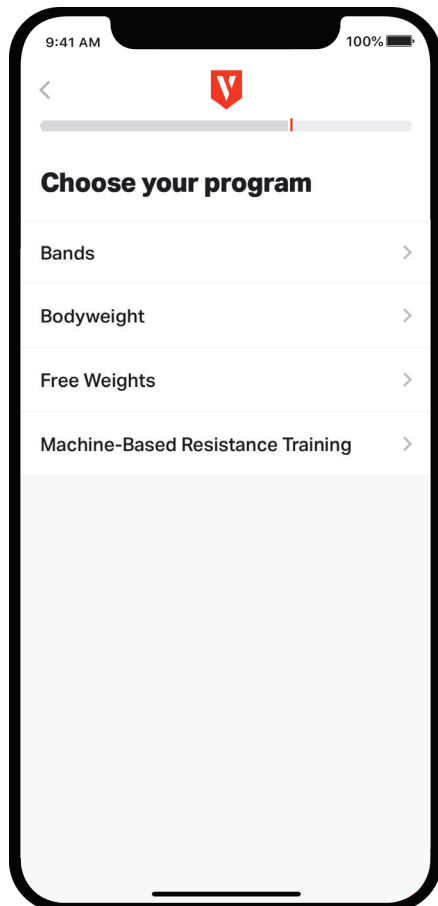 9:41 AM 100%
Choose your program
Bands
Bodyweight
Free Weights
Machine-Based Resistance Training